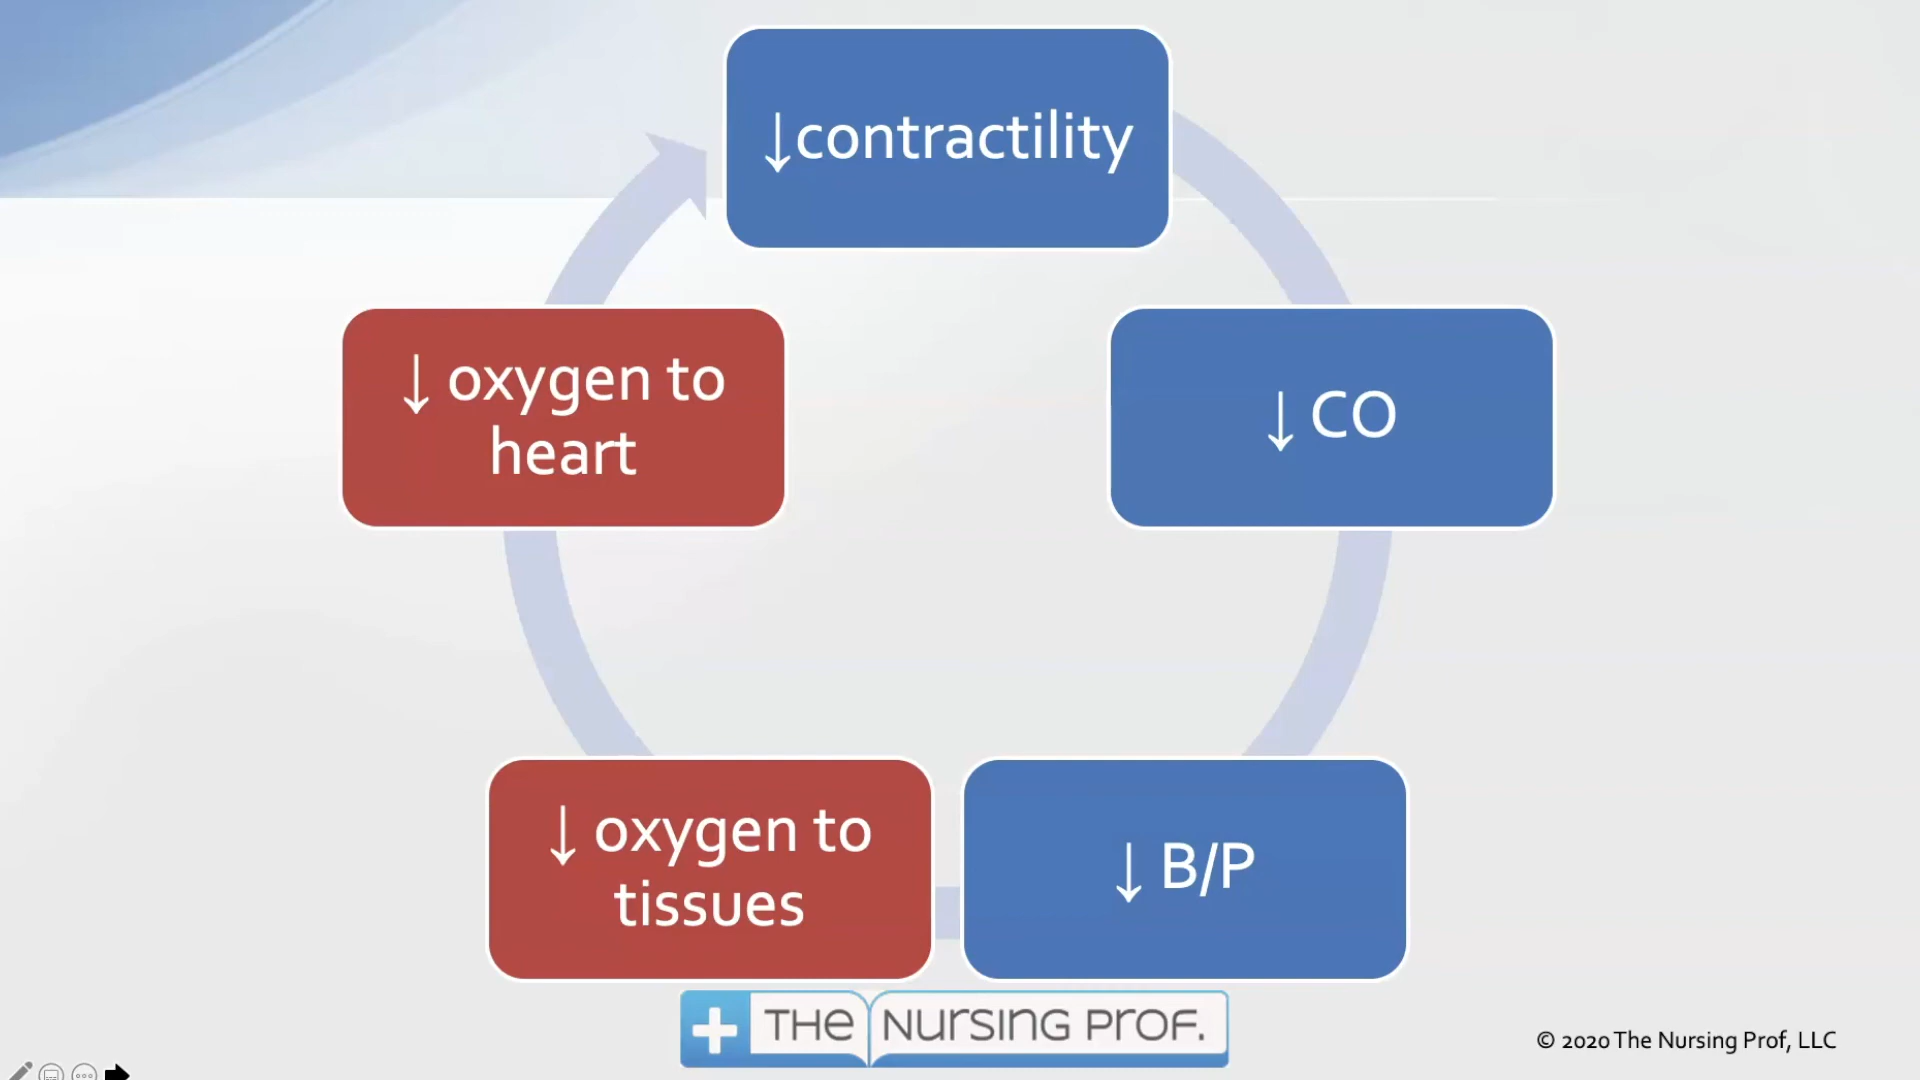 ↓contractility
↓ CO
↓ B/P
↓ oxygen to
tissues
↓ oxygen to
heart
THE NURSING PROF.
© 2020 The Nursing Prof, LLC